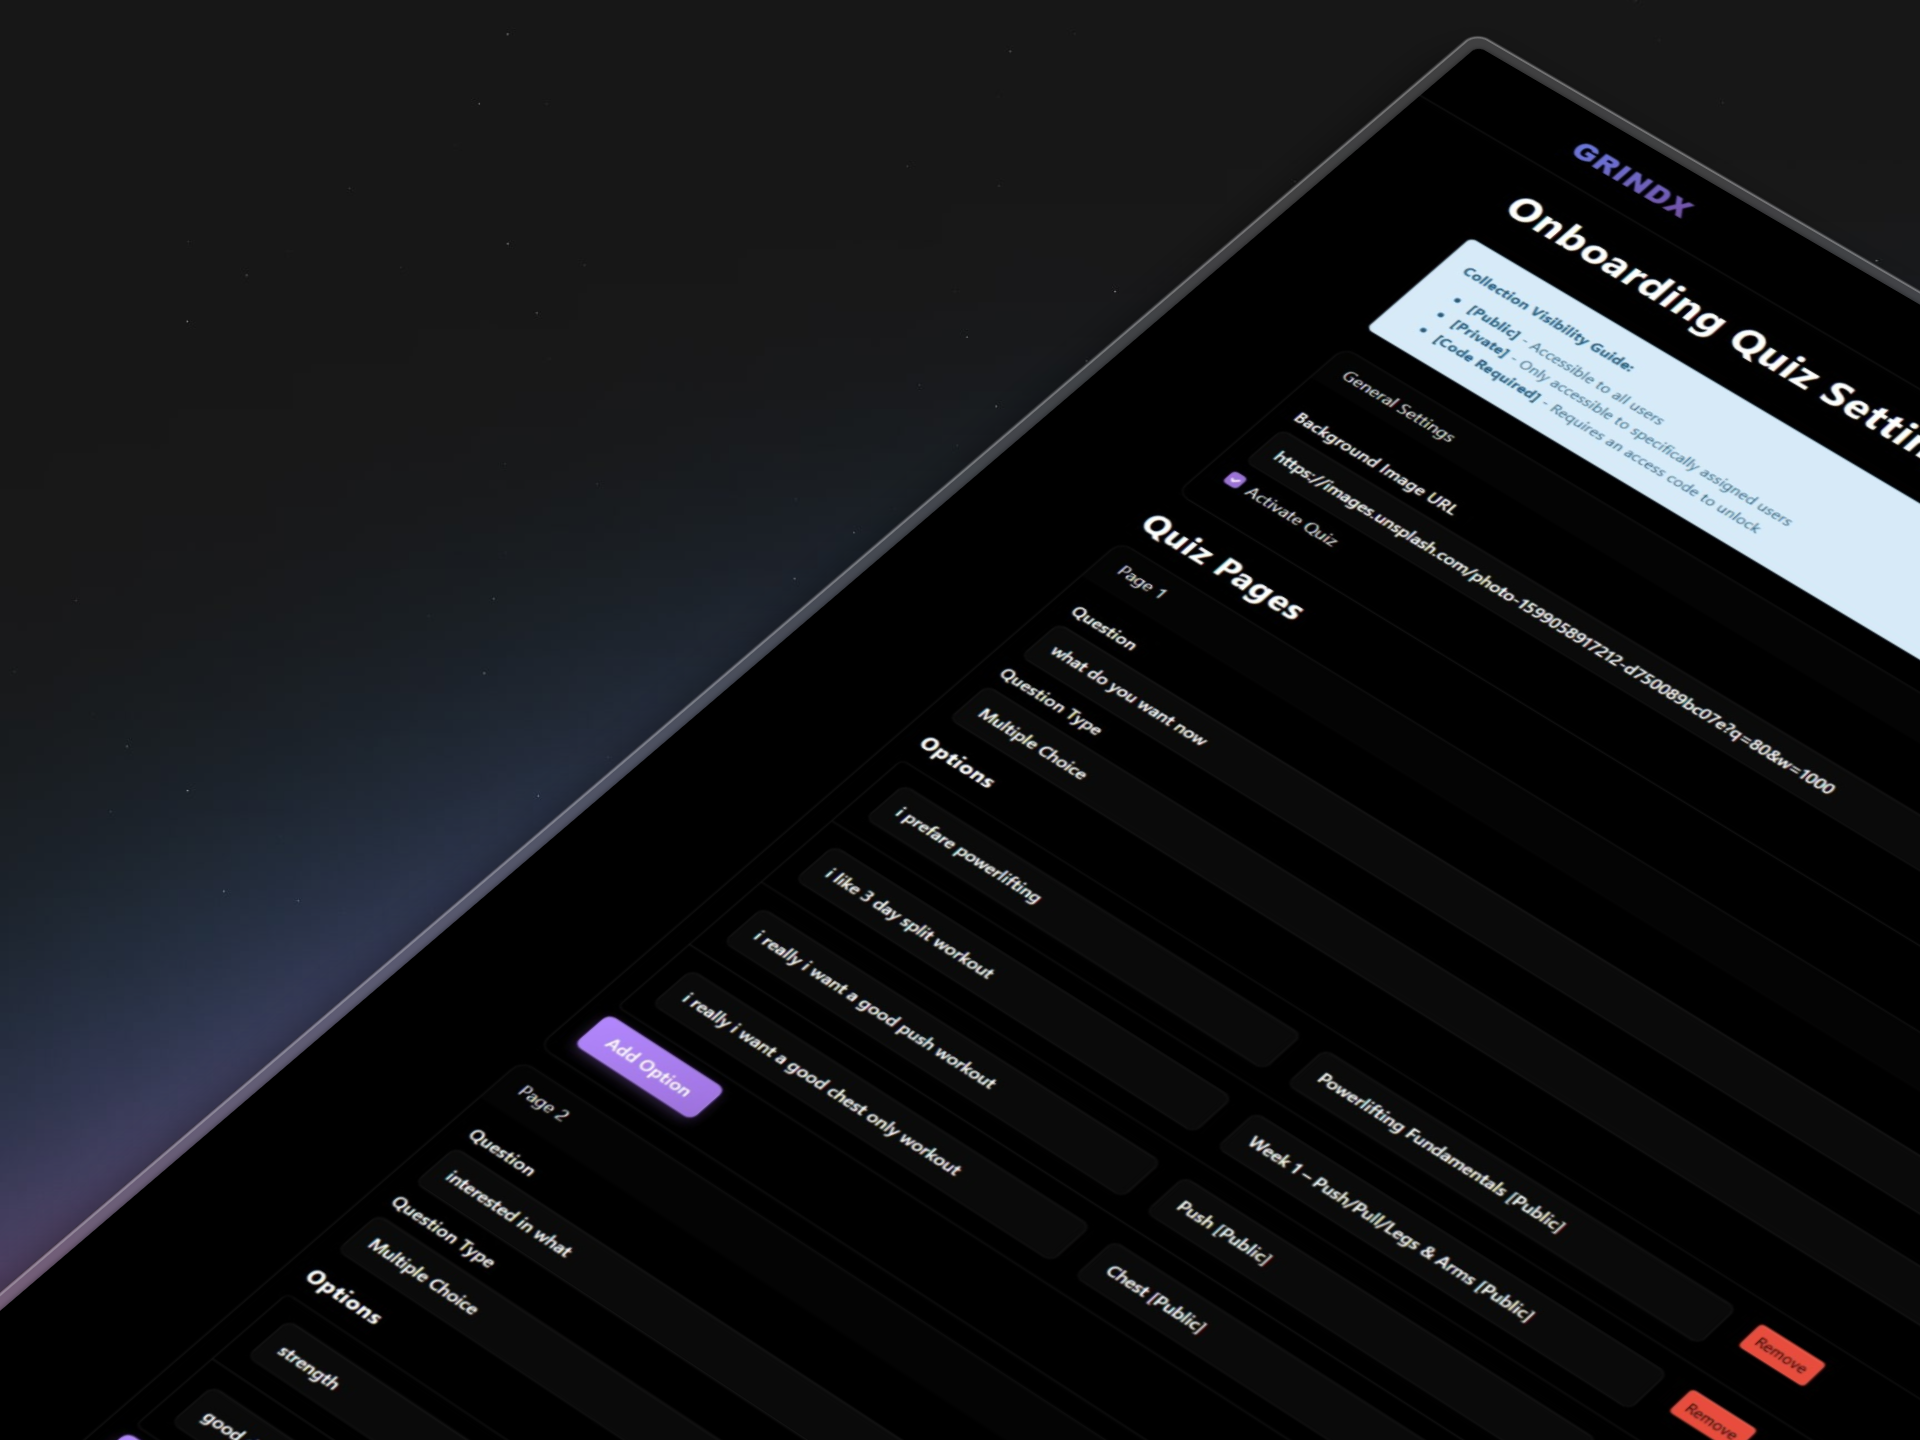 GRINDX
Onboarding Quiz
Collection Visibility Guide:
[Public] - Accessible to all users
[Private] - Only accessible to specifically assigned users
[Code Required] - Requires an access code to unlock
General Settings
Background Image URL
https://images.unsplash.com/photo-1599058917212-d750089bc07e?q=80&w=1000
Activate Quiz
Quiz Pages
Page 1
Question
what do you want now
Question Type
Multiple Choice
Options
i prefare powerlifting
Powerlifting Fundamentals [Public]
Remove
i like 3 day split workout
Week 1 – Push/Pull/Legs & Arms [Public]
Remove
i really i want a good push workout
Push [Public]
i really i want a good chest only workout
Chest [Public]
Add Option
Page 2
Question
interested in what
Question Type
Multiple Choice
Options
strength
good